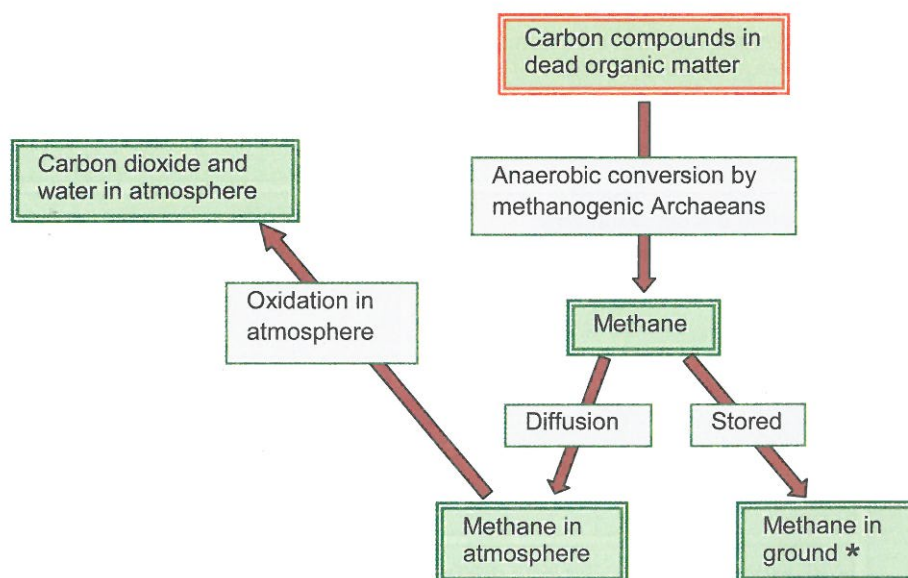 Carbon compounds in
dead organic matter
Carbon dioxide and
water in atmosphere
Anaerobic conversion by
methanogenic Archaeans
Oxidation in
atmosphere
Methane
Diffusion
Stored
Methane in
atmosphere
Methane in
ground *